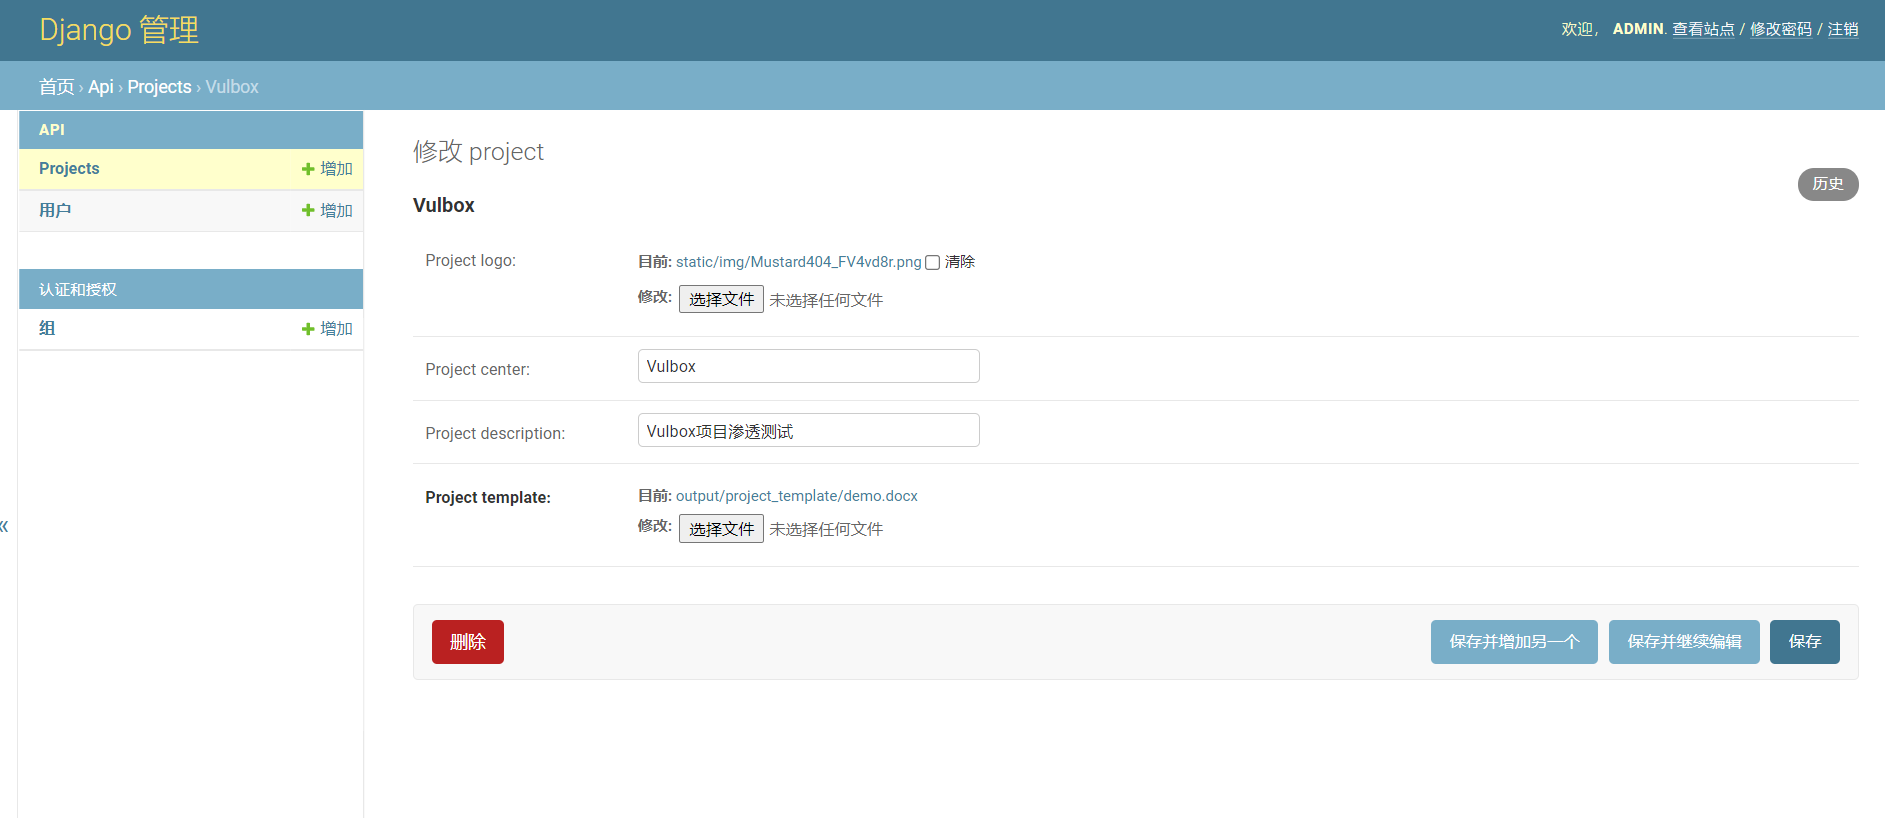 Django 管理
欢迎， ADMIN. 查看站点 / 修改密码 / 注销
首页 › Api › Projects › Vulbox
API
Projects 增加
用户 增加
认证和授权
组 增加
«
修改 project
历史
Vulbox
Project logo:
目前: static/img/Mustard404_FV4vd8r.png 清除
修改: 选择文件 未选择任何文件
Project center:
Vulbox
Project description:
Vulbox项目渗透测试
Project template:
目前: output/project_template/demo.docx
修改: 选择文件 未选择任何文件
删除
保存并增加另一个
保存并继续编辑
保存